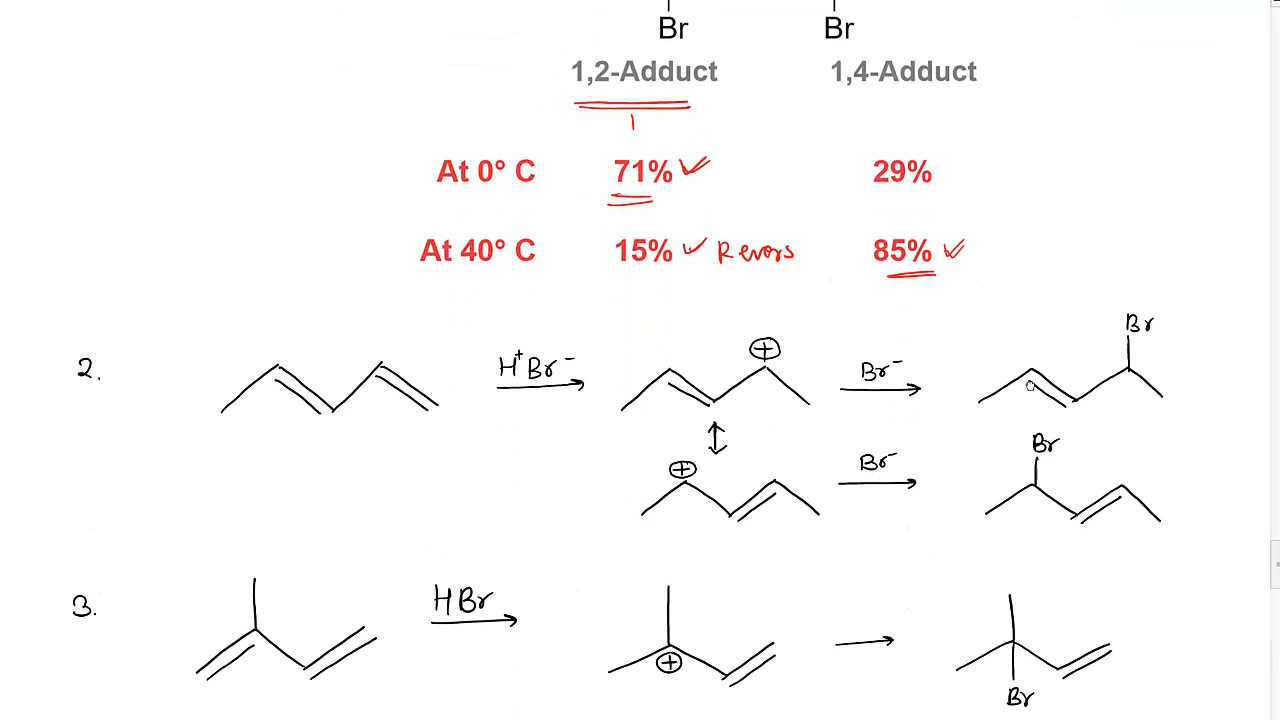 Br Br
1,2-Adduct 1,4-Adduct
At 0° C 71% 29%
At 40° C 15% Revors 85%
2. H⁺Br⁻ + Br⁻ Br
+ Br⁻ Br
3. HBr + Br